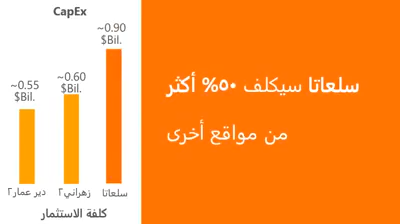 CapEx
~0.90
$Bil.
~0.60
$Bil.
~0.55
$Bil.
سلعاتا
زهراني٢
دير عمار٢
كلفة الاستثمار
سلعاتا سيكلف ٥٠% أكثر
من مواقع أخرى